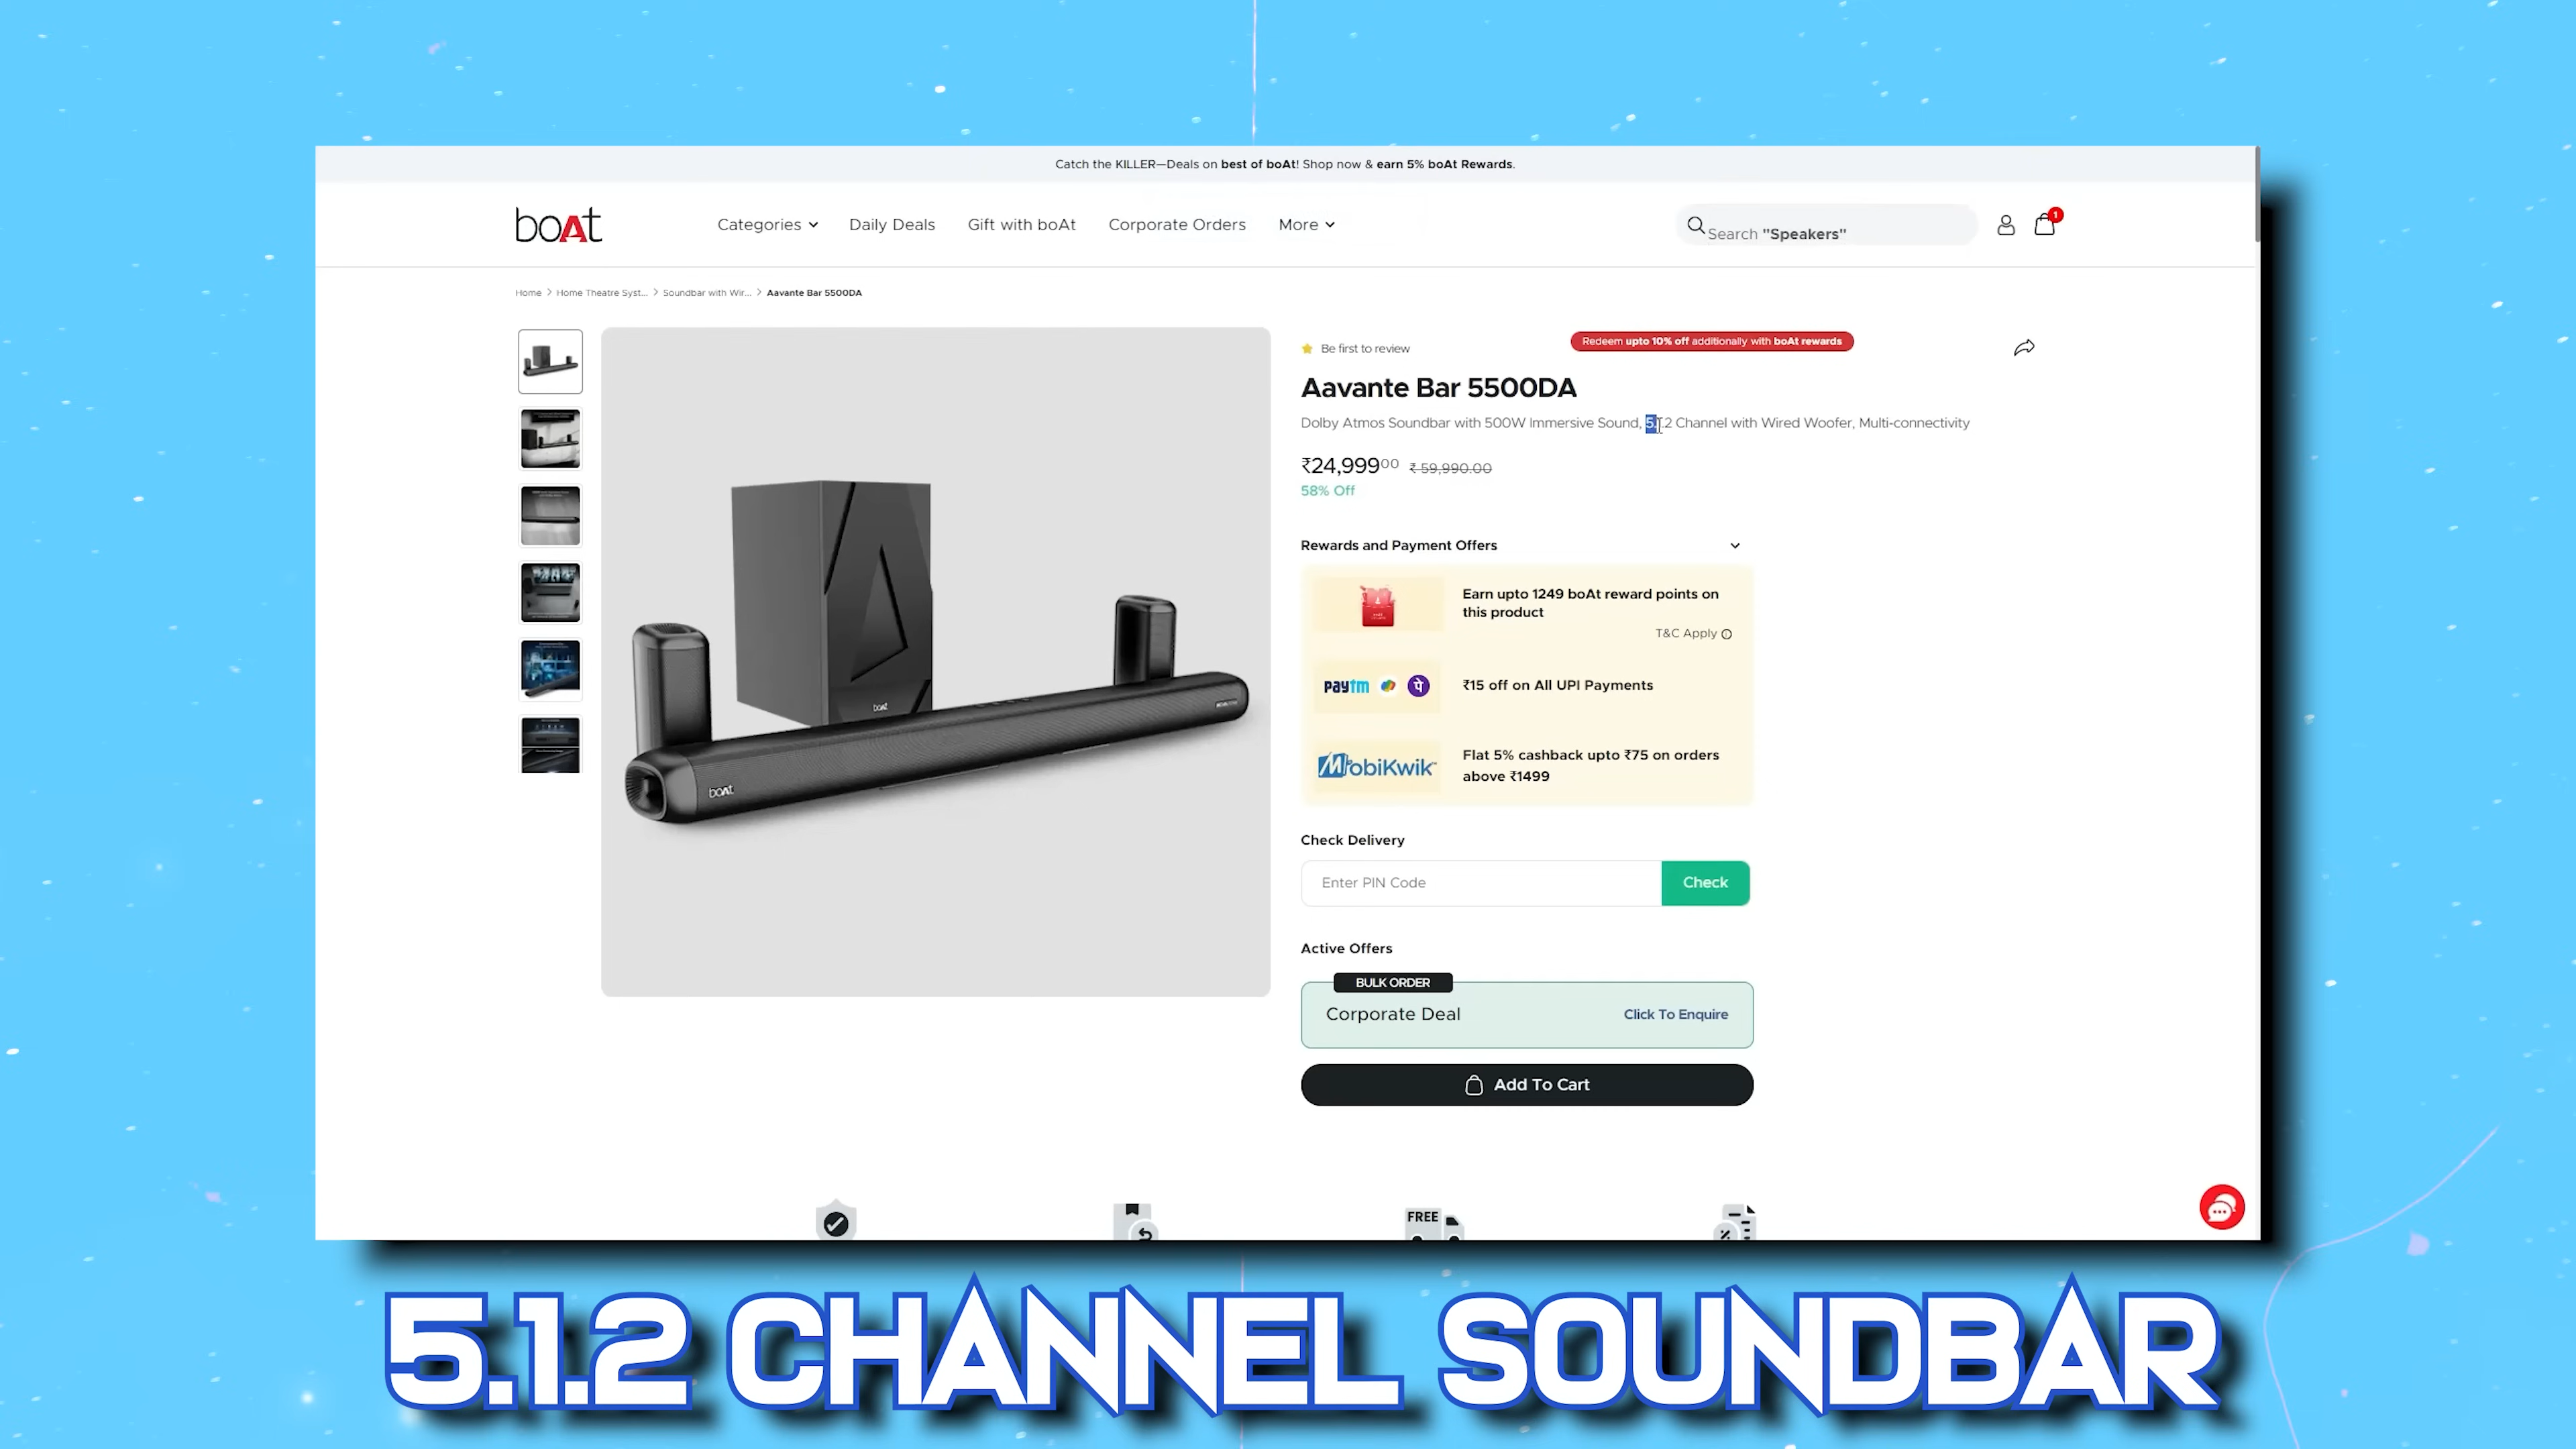 Catch the KILLER—Deals on best of boAt! Shop now & earn 5% boAt Rewards.
boAt
Categories
Daily Deals
Gift with boAt
Corporate Orders
More
Search "Speakers"
1
Home > Home Theatre Syst... > Soundbar with Wir... > Aavante Bar 5500DA
Be first to review
Redeem upto 10% off additionally with boAt rewards
Aavante Bar 5500DA
Dolby Atmos Soundbar with 500W Immersive Sound, 5.1.2 Channel with Wired Woofer, Multi-connectivity
₹24,999.00 ₹ 59,990.00
58% Off
Rewards and Payment Offers
Earn upto 1249 boAt reward points on
this product
T&C Apply
paytm
पे
₹15 off on All UPI Payments
MobiKwik
Flat 5% cashback upto ₹75 on orders
above ₹1499
boAt
boAt
Check Delivery
Enter PIN Code
Check
Active Offers
BULK ORDER
Corporate Deal
Click To Enquire
Add To Cart
FREE
5.1.2 CHANNEL SOUNDBAR